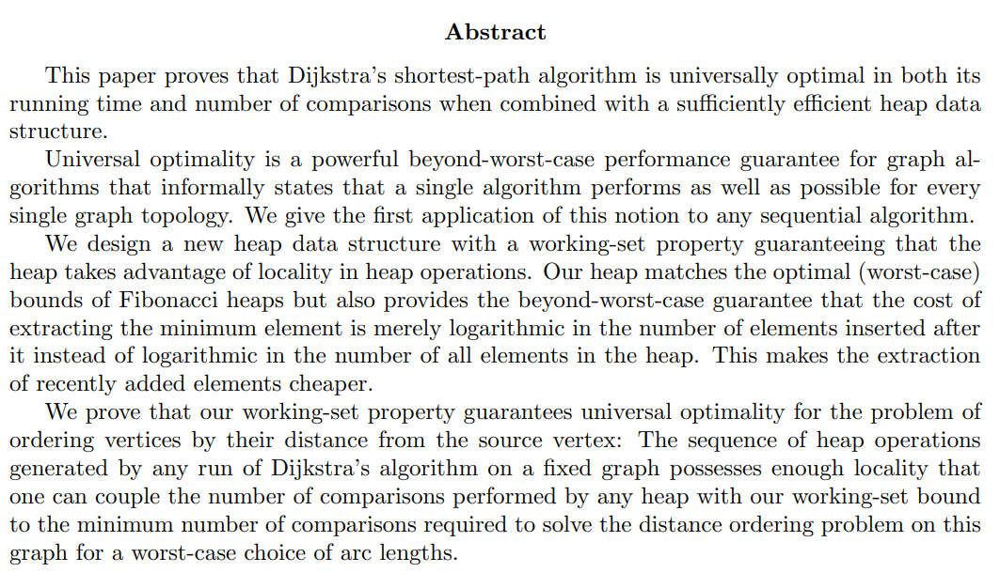 Abstract
This paper proves that Dijkstra's shortest-path algorithm is universally optimal in both its
running time and number of comparisons when combined with a sufficiently efficient heap data
structure.
Universal optimality is a powerful beyond-worst-case performance guarantee for graph al-
gorithms that informally states that a single algorithm performs as well as possible for every
single graph topology. We give the first application of this notion to any sequential algorithm.
We design a new heap data structure with a working-set property guaranteeing that the
heap takes advantage of locality in heap operations. Our heap matches the optimal (worst-case)
bounds of Fibonacci heaps but also provides the beyond-worst-case guarantee that the cost of
extracting the minimum element is merely logarithmic in the number of elements inserted after
it instead of logarithmic in the number of all elements in the heap. This makes the extraction
of recently added elements cheaper.
We prove that our working-set property guarantees universal optimality for the problem of
ordering vertices by their distance from the source vertex: The sequence of heap operations
generated by any run of Dijkstra's algorithm on a fixed graph possesses enough locality that
one can couple the number of comparisons performed by any heap with our working-set bound
to the minimum number of comparisons required to solve the distance ordering problem on this
graph for a worst-case choice of arc lengths.